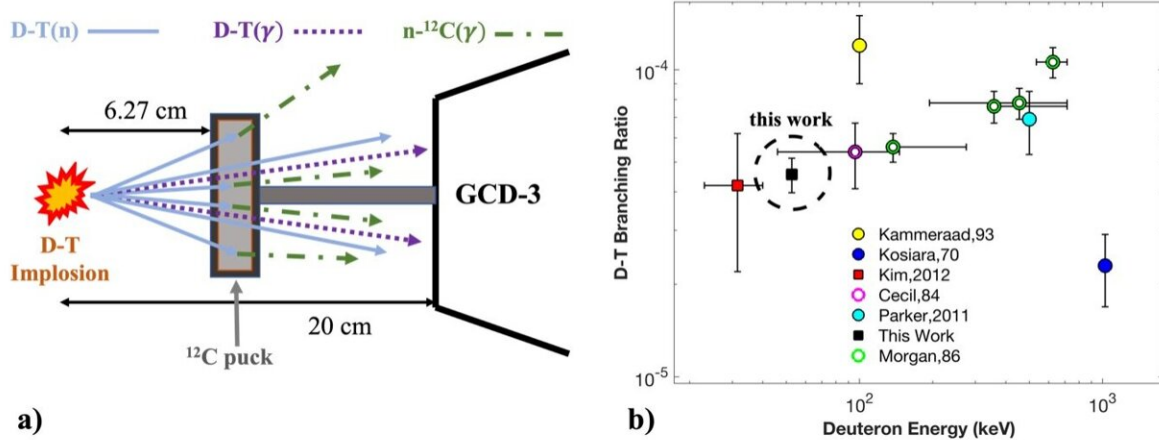 D-T(n)
D-T(γ)
n-¹²C(γ)
6.27 cm
GCD-3
D-T
Implosion
20 cm
¹²C puck
a)
10⁻⁴
10⁻⁵
D-T Branching Ratio
this work
Kammeraad,93
Kosiara,70
Kim,2012
Cecil,84
Parker,2011
This Work
Morgan,86
10²
10³
Deuteron Energy (keV)
b)